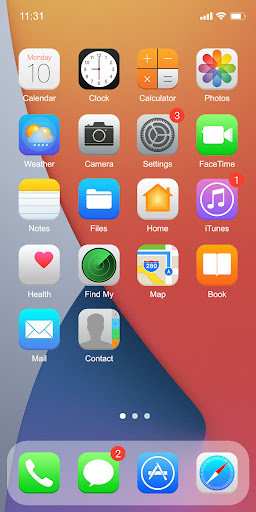 11:31
Monday
10
Calendar
Clock
Calculator
Photos
3
Weather
Camera
Settings
FaceTime
1
Notes
Files
Home
iTunes
280
Health
Find My
Map
Book
Mail
Contact
2